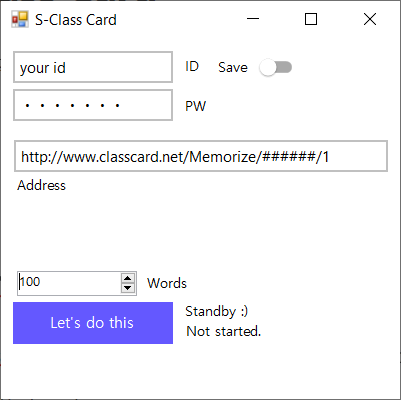 S-Class Card
your id ID Save
• • • • • • • PW
http://www.classcard.net/Memorize/######/1
Address
100 Words
Let's do this Standby :)
Not started.